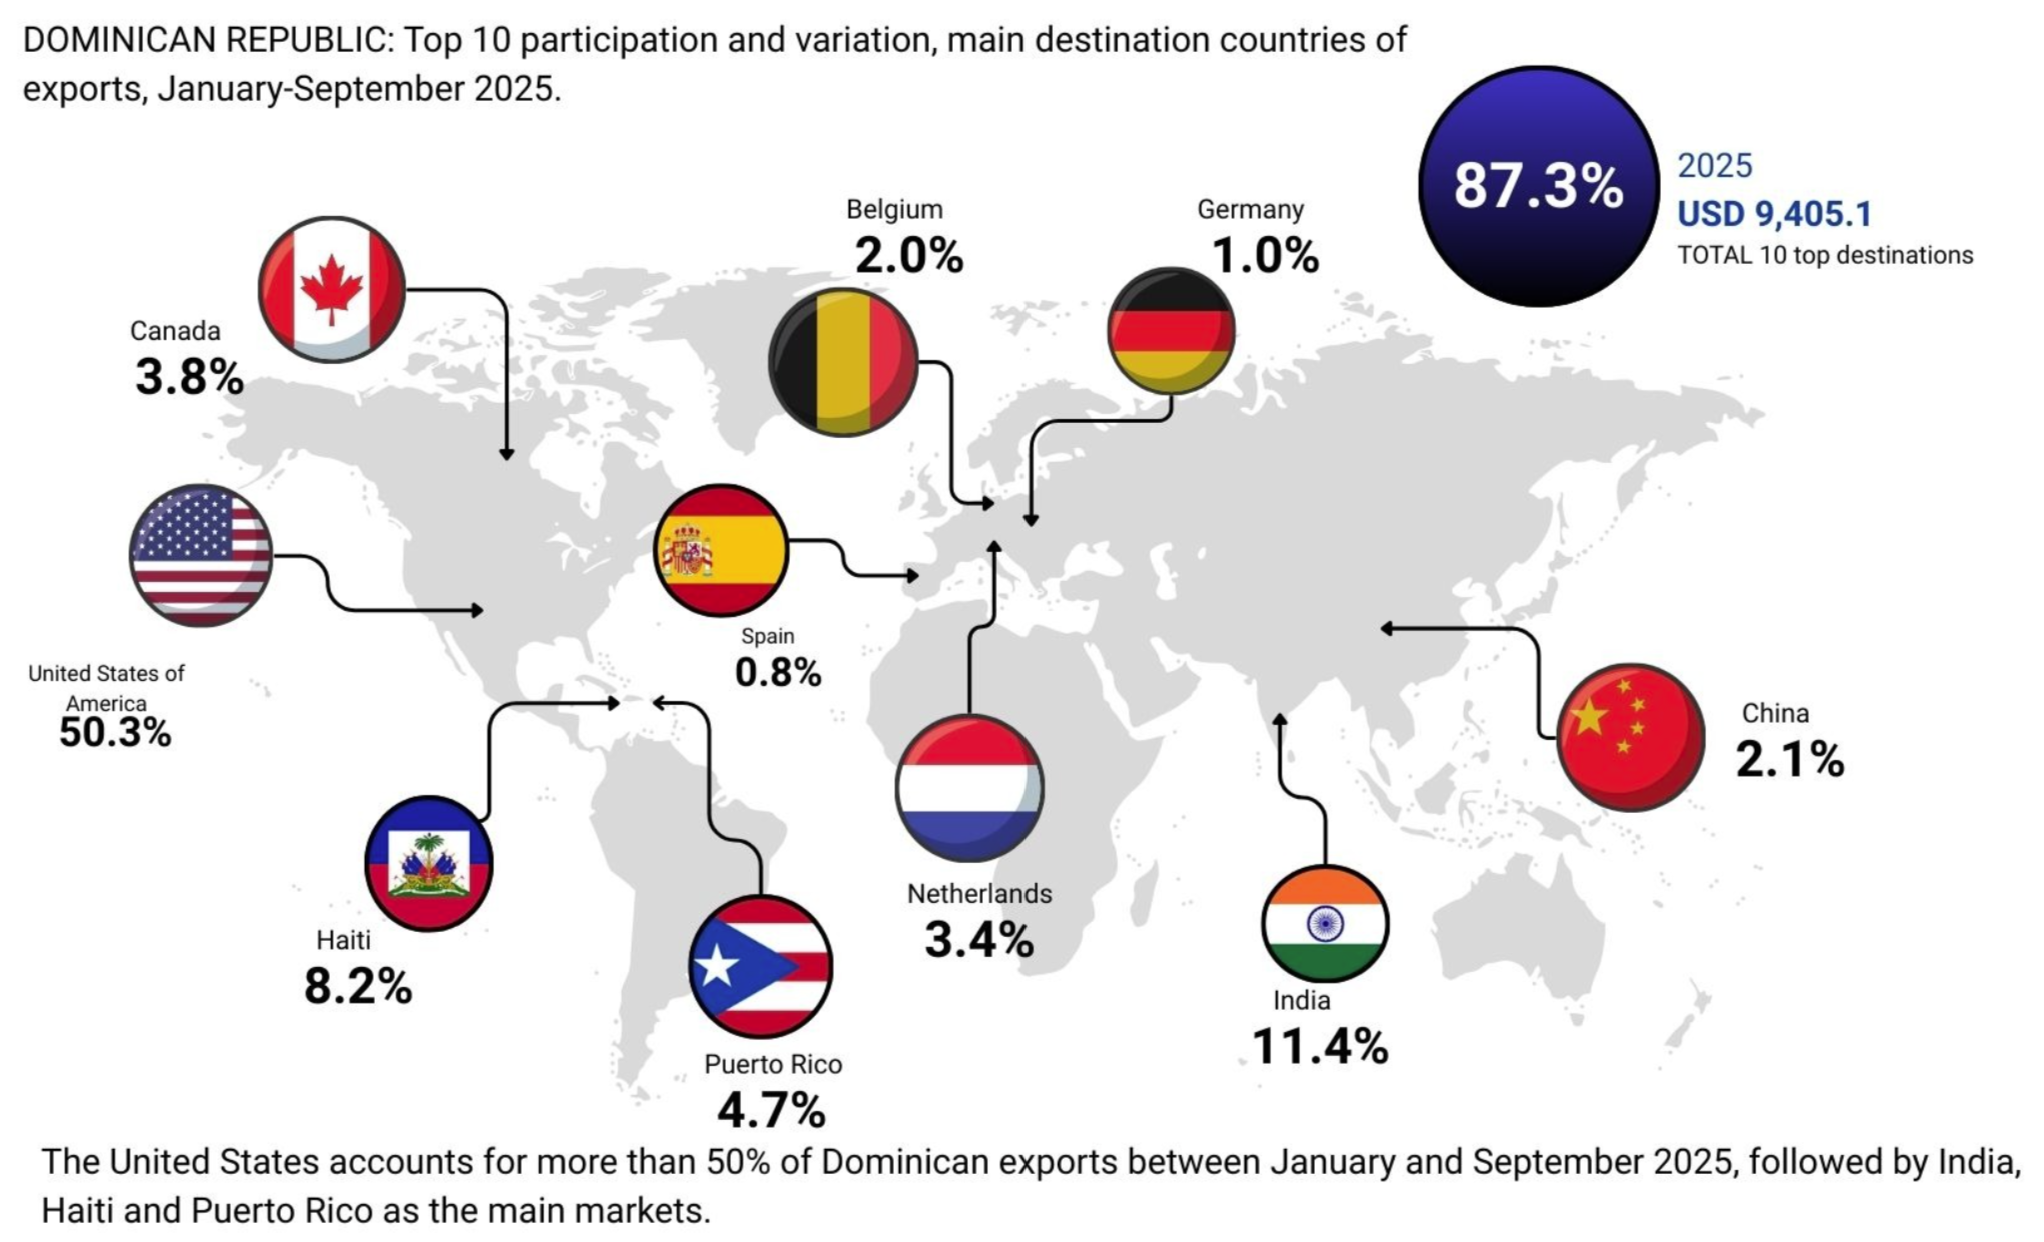 DOMINICAN REPUBLIC: Top 10 participation and variation, main destination countries of
exports, January-September 2025.
87.3%
2025
USD 9,405.1
TOTAL 10 top destinations
Belgium
2.0%
Germany
1.0%
Canada
3.8%
United States of
America
50.3%
Spain
0.8%
China
2.1%
Haiti
8.2%
Netherlands
3.4%
Puerto Rico
4.7%
India
11.4%
The United States accounts for more than 50% of Dominican exports between January and September 2025, followed by India,
Haiti and Puerto Rico as the main markets.